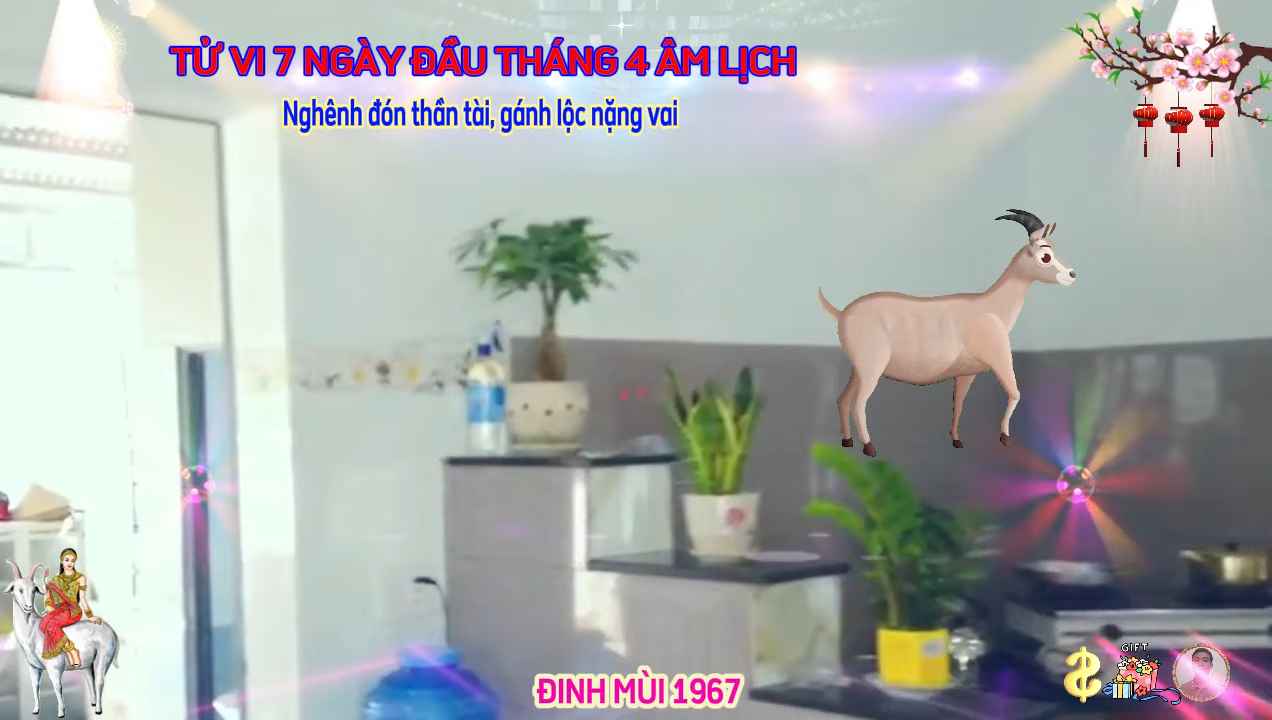 TỬ VI 7 NGÀY ĐẦU THÁNG 4 ÂM LỊCH
Nghênh đón thần tài, gánh lộc nặng vai
ĐINH MÙI 1967
GIFT